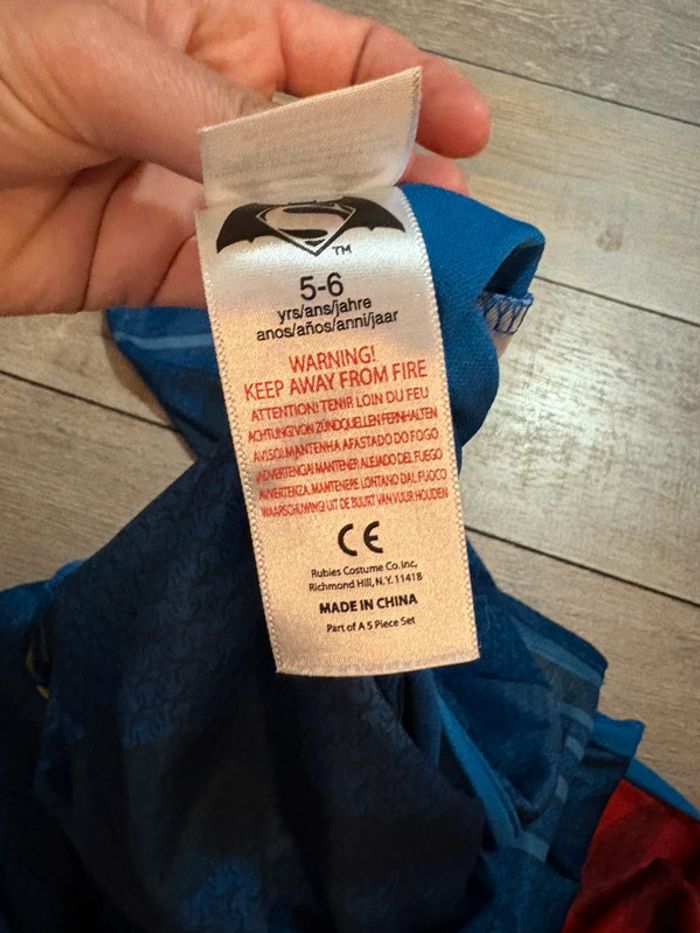 TM
5-6
yrs/ans/jahre
anos/años/anni/jaar
WARNING!
KEEP AWAY FROM FIRE
ATTENTION! TENIR LOIN DU FEU
ACHTUNG! VON ZÜNDQUELLEN FERNHALTEN
AVISO! MANTENHA AFASTADO DO FOGO
¡ADVERTENCIA! MANTENER ALEJADO DEL FUEGO
AVVERTENZA, MANTENERE LONTANO DAL FUOCO
WAARSCHUWING! UIT DE BUURT VAN VUUR HOUDEN
CE
Rubies Costume Co. Inc,
Richmond Hill, N.Y. 11418
MADE IN CHINA
Part of A 5 Piece Set